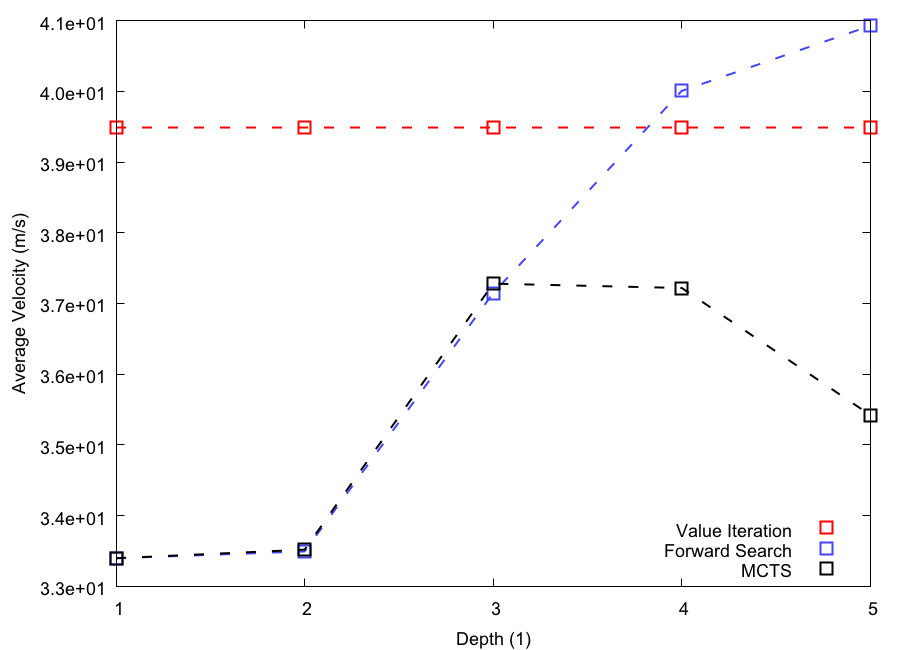 4.1e+01
4.0e+01
3.9e+01
3.8e+01
3.7e+01
3.6e+01
3.5e+01
3.4e+01
3.3e+01
Average Velocity (m/s)
Value Iteration
Forward Search
MCTS
1 2 3 4 5
Depth (1)